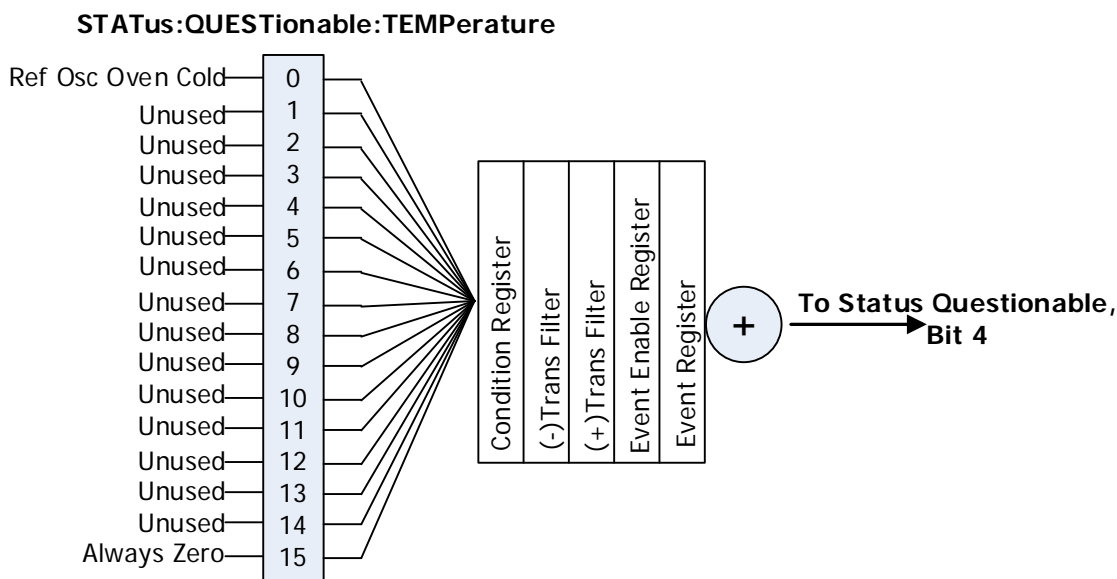 STATus:QUEStionable:TEMPerature
Ref Osc Oven Cold 0
Unused 1
Unused 2
Unused 3
Unused 4
Unused 5
Unused 6
Unused 7
Unused 8
Unused 9
Unused 10
Unused 11
Unused 12
Unused 13
Unused 14
Always Zero 15
Condition Register
(-)Trans Filter
(+)Trans Filter
Event Enable Register
Event Register
+
To Status Questionable,
Bit 4